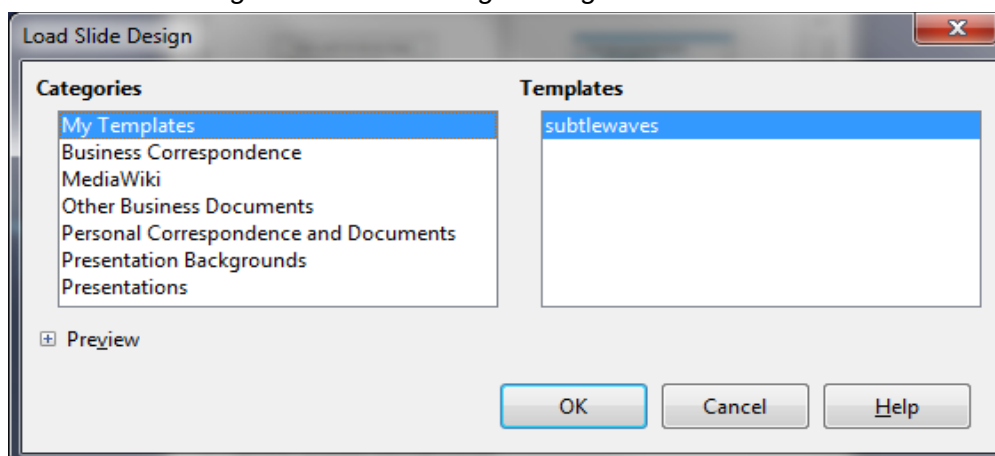 Load Slide Design
Categories
Templates
My Templates
subtlewaves
Business Correspondence
MediaWiki
Other Business Documents
Personal Correspondence and Documents
Presentation Backgrounds
Presentations
Preview
OK
Cancel
Help